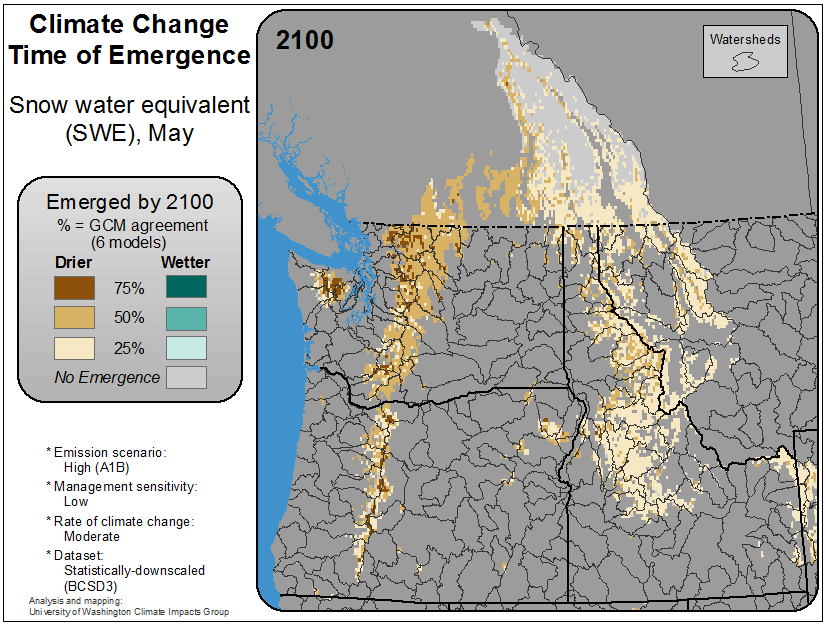 Climate Change
Time of Emergence
Snow water equivalent
(SWE), May
Emerged by 2100
% = GCM agreement
(6 models)
Drier Wetter
75%
50%
25%
No Emergence
* Emission scenario:
High (A1B)
* Management sensitivity:
Low
* Rate of climate change:
Moderate
* Dataset:
Statistically-downscaled
(BCSD3)
Analysis and mapping:
University of Washington Climate Impacts Group
2100
Watersheds